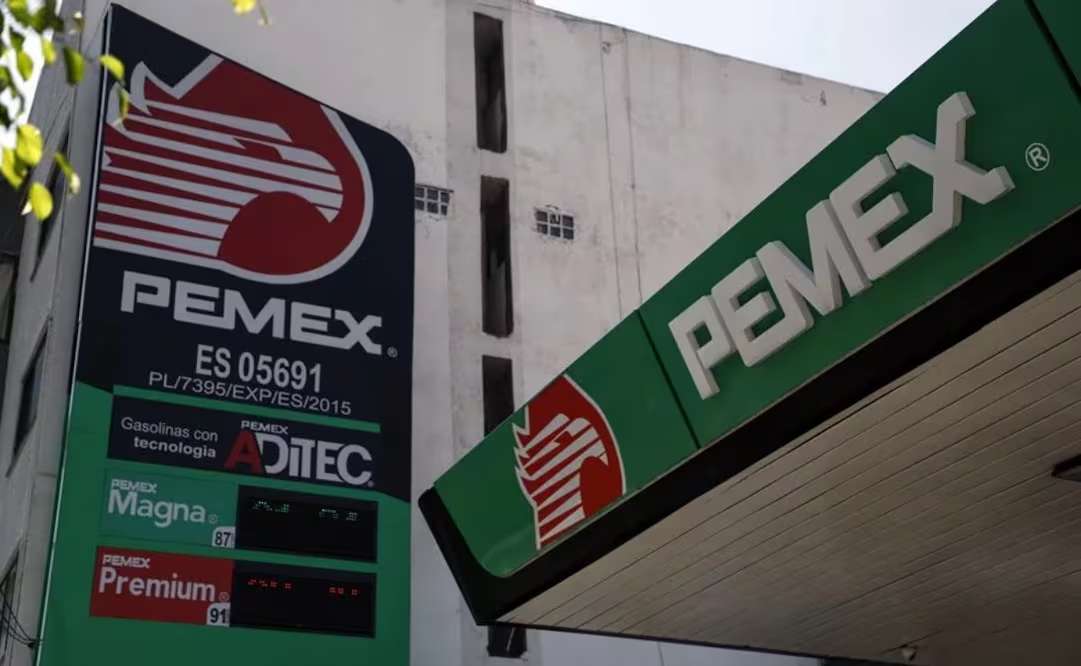 PEMEX®
ES 05691
PL/7395/EXP/ES/2015
Gasolinas con
tecnología
PEMEX
ADITEC
PEMEX
Magna®
87
PEMEX
Premium®
91
PEMEX®